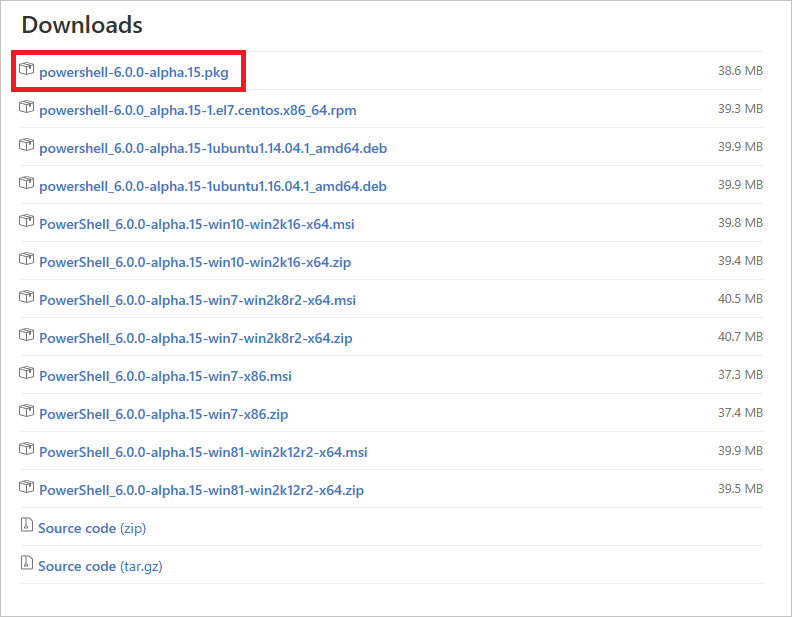 Downloads
powershell-6.0.0-alpha.15.pkg 38.6 MB
powershell-6.0.0_alpha.15-1.el7.centos.x86_64.rpm 39.3 MB
powershell_6.0.0-alpha.15-1ubuntu1.14.04.1_amd64.deb 39.9 MB
powershell_6.0.0-alpha.15-1ubuntu1.16.04.1_amd64.deb 39.9 MB
PowerShell_6.0.0-alpha.15-win10-win2k16-x64.msi 39.8 MB
PowerShell_6.0.0-alpha.15-win10-win2k16-x64.zip 39.4 MB
PowerShell_6.0.0-alpha.15-win7-win2k8r2-x64.msi 40.5 MB
PowerShell_6.0.0-alpha.15-win7-win2k8r2-x64.zip 40.7 MB
PowerShell_6.0.0-alpha.15-win7-x86.msi 37.3 MB
PowerShell_6.0.0-alpha.15-win7-x86.zip 37.4 MB
PowerShell_6.0.0-alpha.15-win81-win2k12r2-x64.msi 39.9 MB
PowerShell_6.0.0-alpha.15-win81-win2k12r2-x64.zip 39.5 MB
Source code (zip)
Source code (tar.gz)